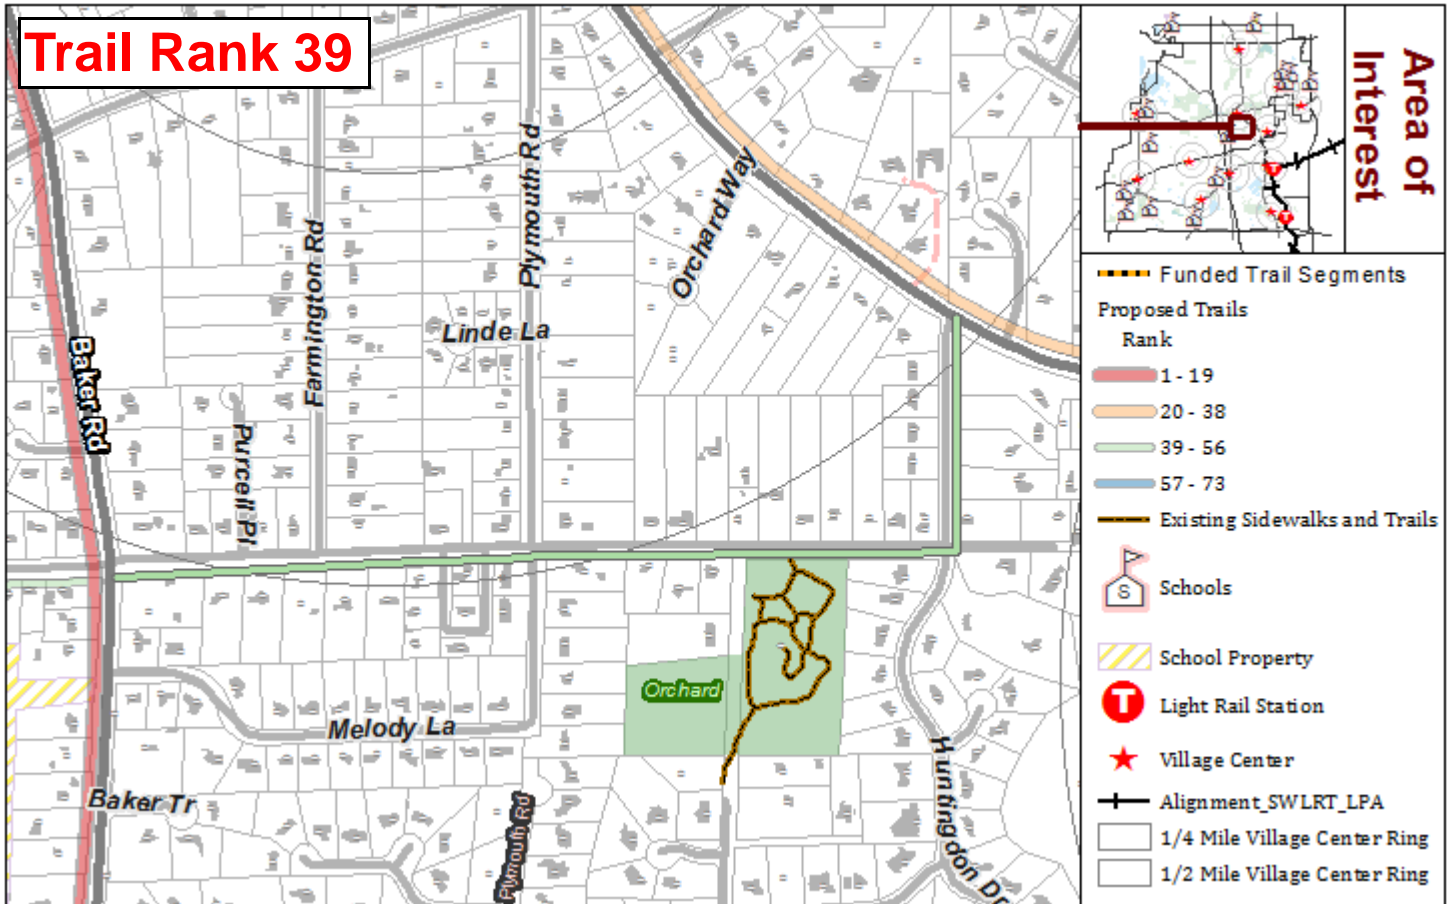 Trail Rank 39
Plymouth Rd
Orchard Way
Farmington Rd
Linde La
Baker Rd
Purcell Pl
Orchard
Melody La
Baker Tr
Plymouth Rd
Huntingdon Dr
Area of
Interest
T
T
Funded Trail Segments
Proposed Trails
Rank
1 - 19
20 - 38
39 - 56
57 - 73
Existing Sidewalks and Trails
S
Schools
School Property
T
Light Rail Station
Village Center
Alignment_SWLRT_LPA
1/4 Mile Village Center Ring
1/2 Mile Village Center Ring